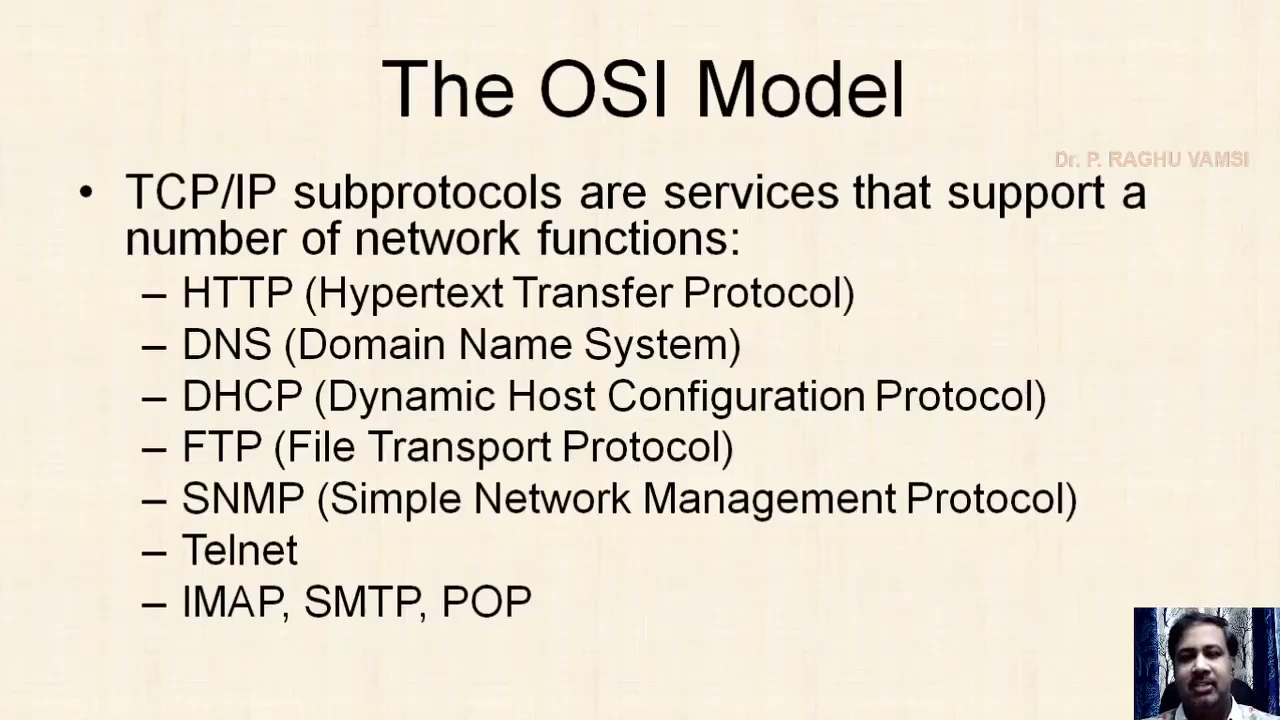 The OSI Model
Dr. P. RAGHU VAMSI
• TCP/IP subprotocols are services that support a
number of network functions:
– HTTP (Hypertext Transfer Protocol)
– DNS (Domain Name System)
– DHCP (Dynamic Host Configuration Protocol)
– FTP (File Transport Protocol)
– SNMP (Simple Network Management Protocol)
– Telnet
– IMAP, SMTP, POP